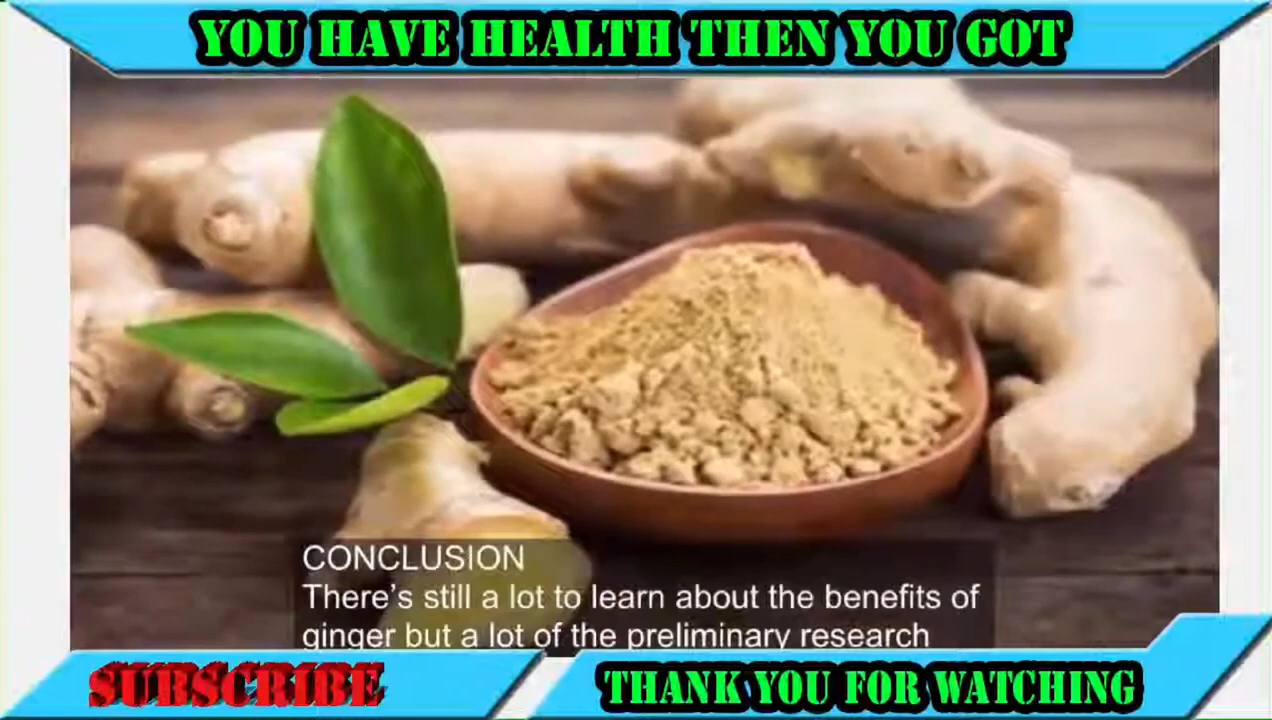 YOU HAVE HEALTH THEN YOU GOT
CONCLUSION
There's still a lot to learn about the benefits of
ginger but a lot of the preliminary research
SUBSCRIBE
THANK YOU FOR WATCHING